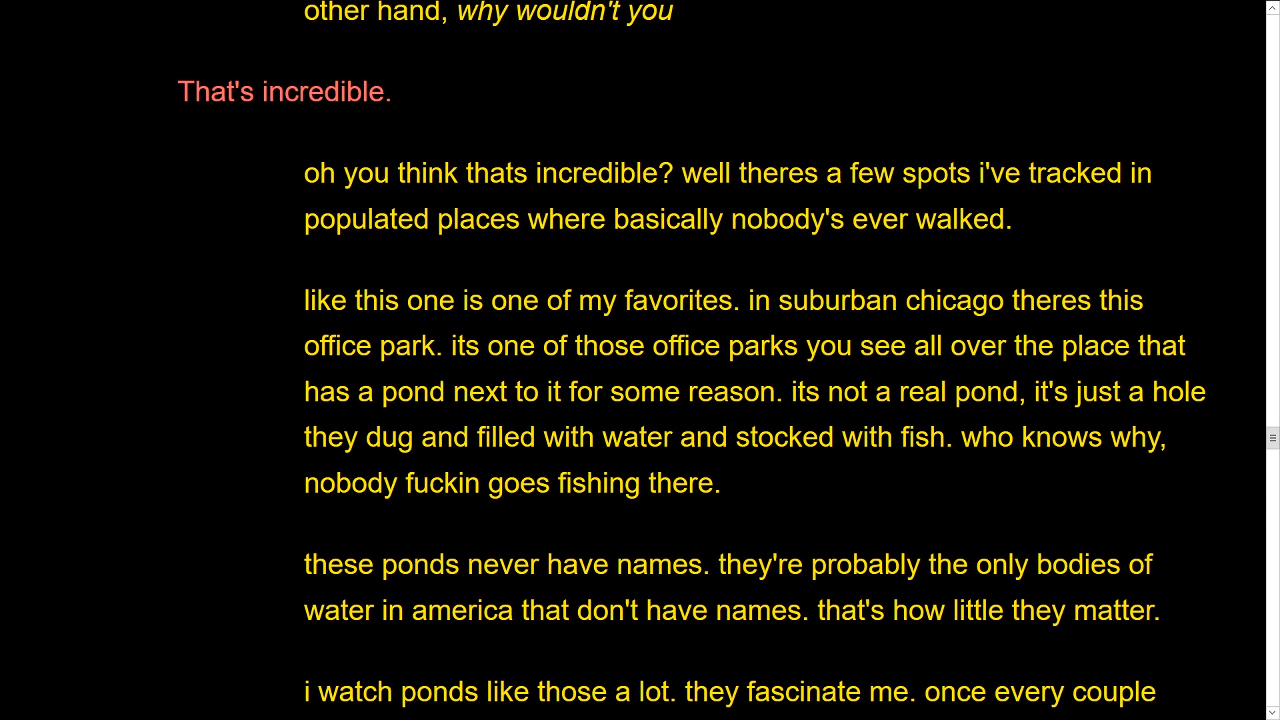 other hand, why wouldn't you
That's incredible.
oh you think thats incredible? well theres a few spots i've tracked in
populated places where basically nobody's ever walked.
like this one is one of my favorites. in suburban chicago theres this
office park. its one of those office parks you see all over the place that
has a pond next to it for some reason. its not a real pond, it's just a hole
they dug and filled with water and stocked with fish. who knows why,
nobody fuckin goes fishing there.
these ponds never have names. they're probably the only bodies of
water in america that don't have names. that's how little they matter.
i watch ponds like those a lot. they fascinate me. once every couple